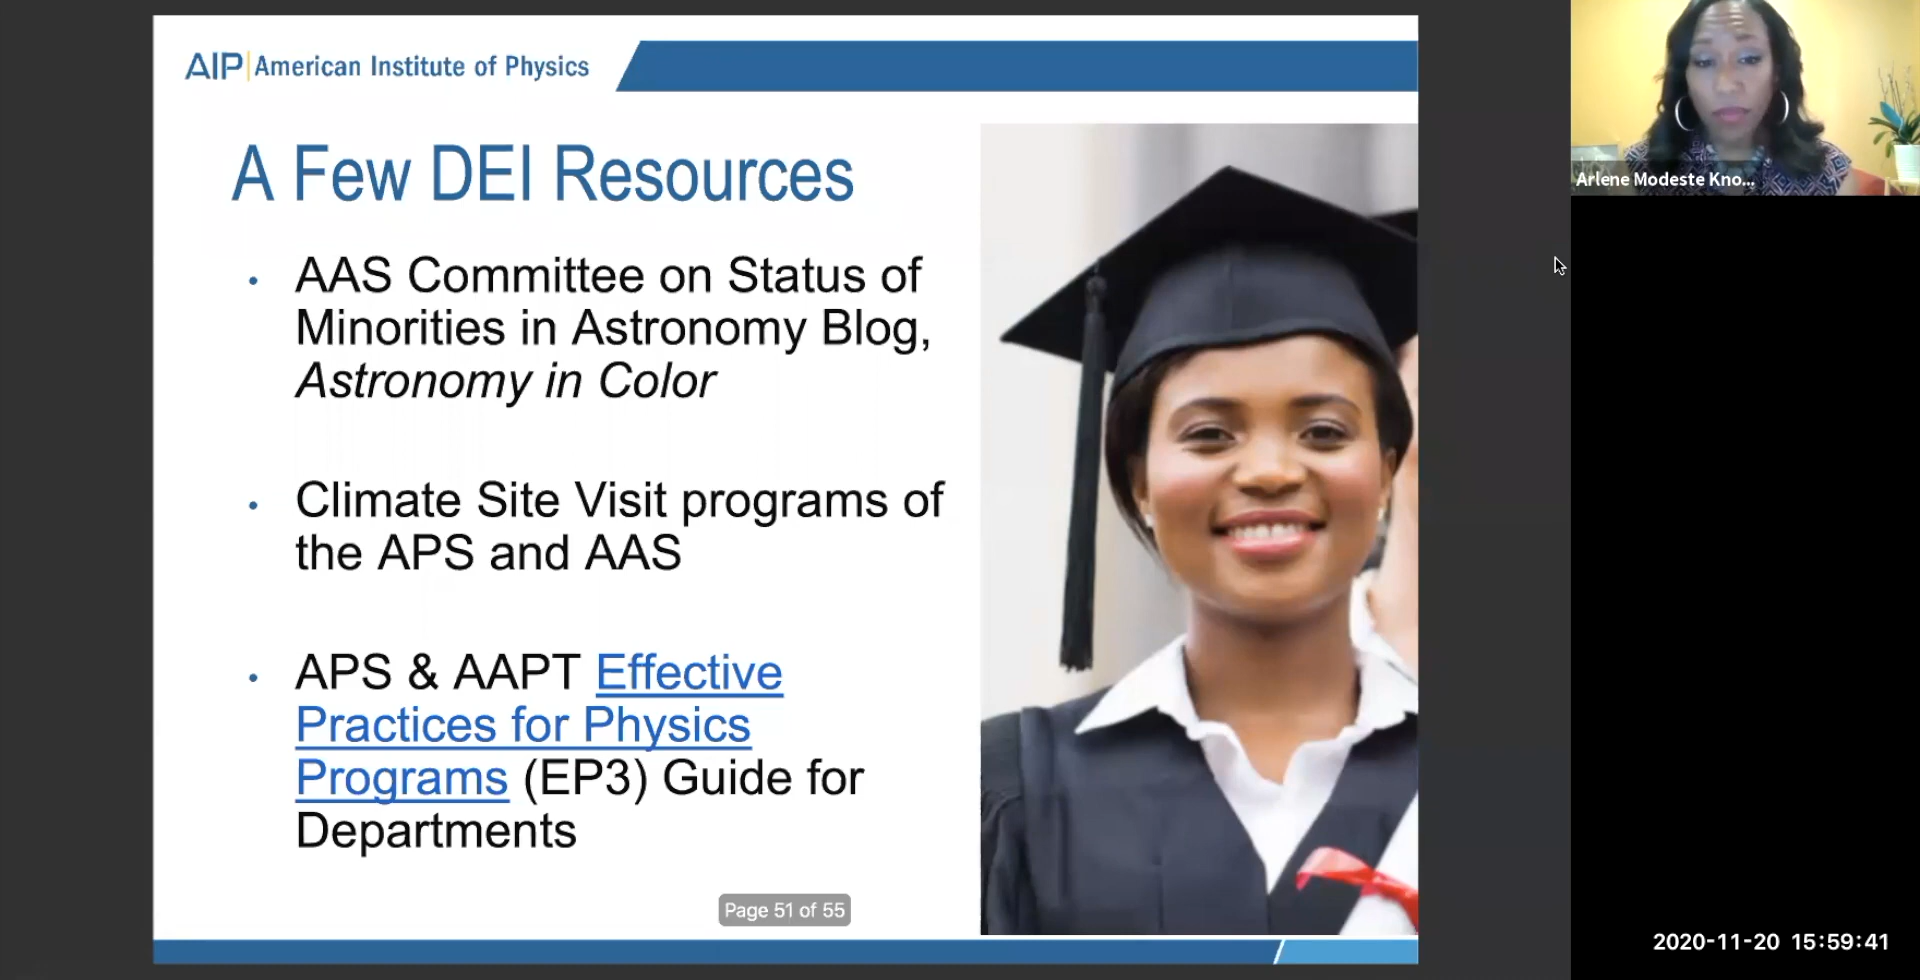 AIP American Institute of Physics
A Few DEI Resources
• AAS Committee on Status of
Minorities in Astronomy Blog,
Astronomy in Color
• Climate Site Visit programs of
the APS and AAS
• APS & AAPT Effective
Practices for Physics
Programs (EP3) Guide for
Departments
Page 51 of 55
Arlene Modeste Kno...
2020-11-20 15:59:41